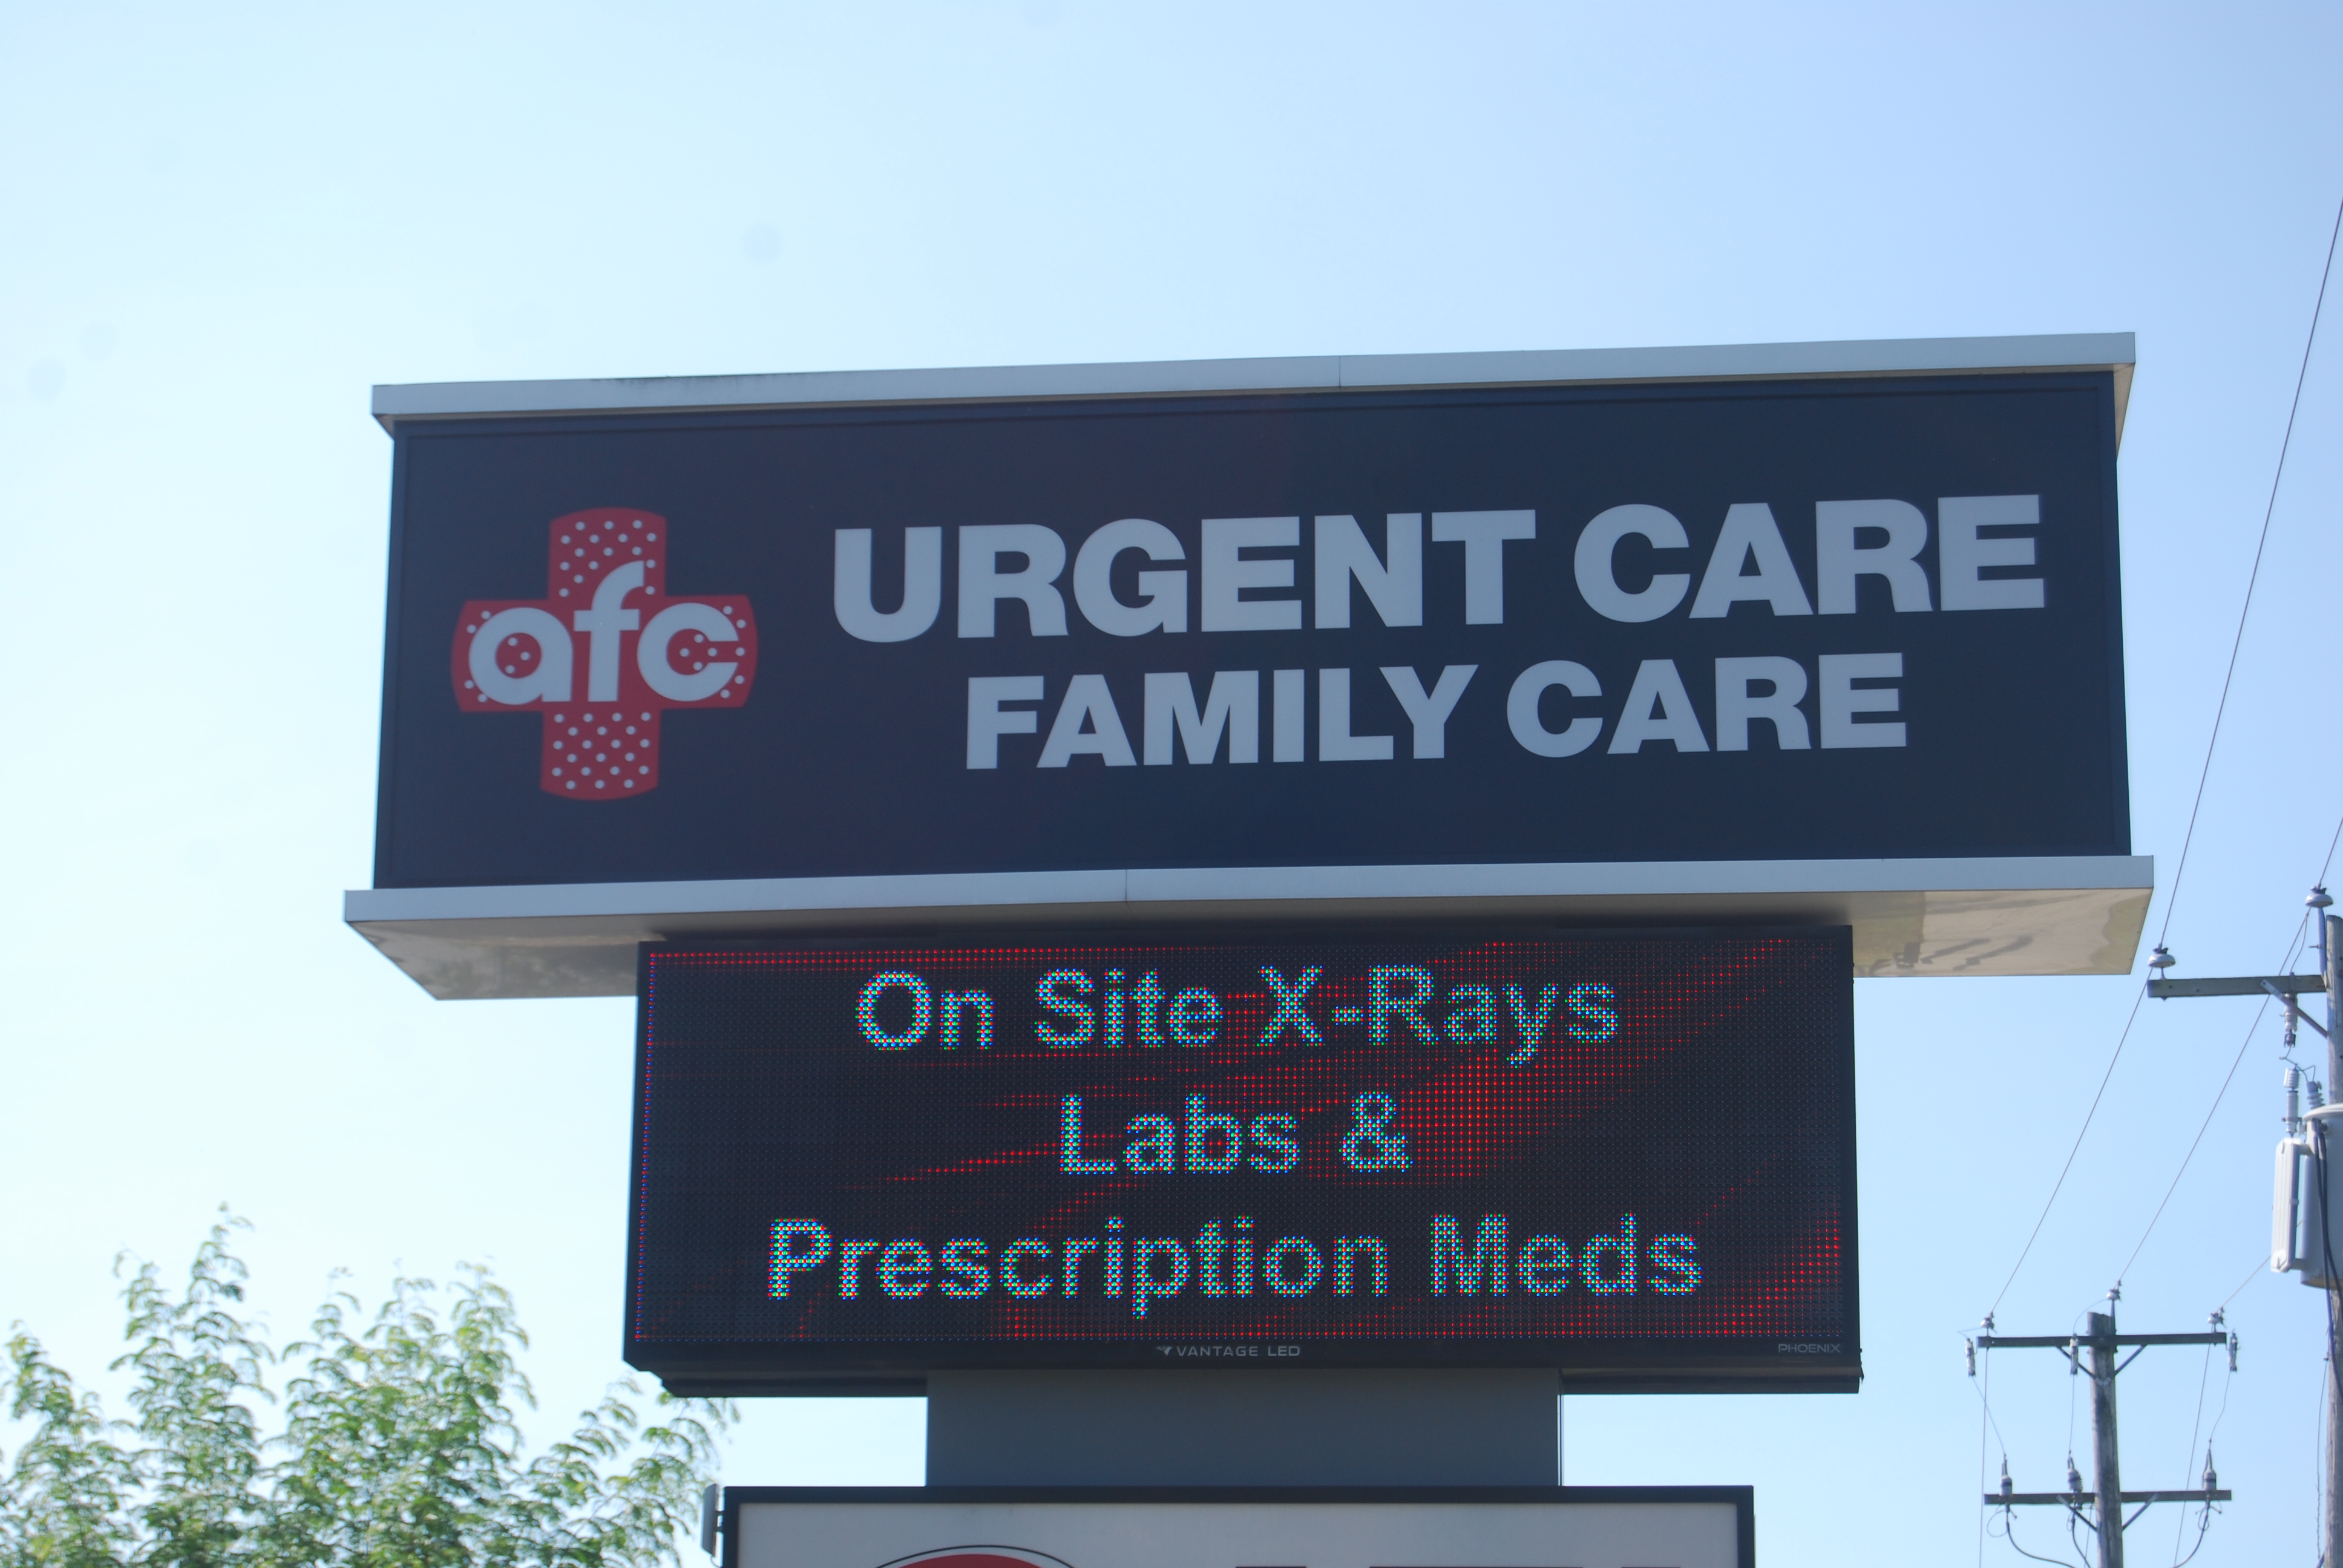 afc
URGENT CARE
FAMILY CARE
On Site X-Rays
Labs &
Prescription Meds
VANTAGE LED
PHOENIX